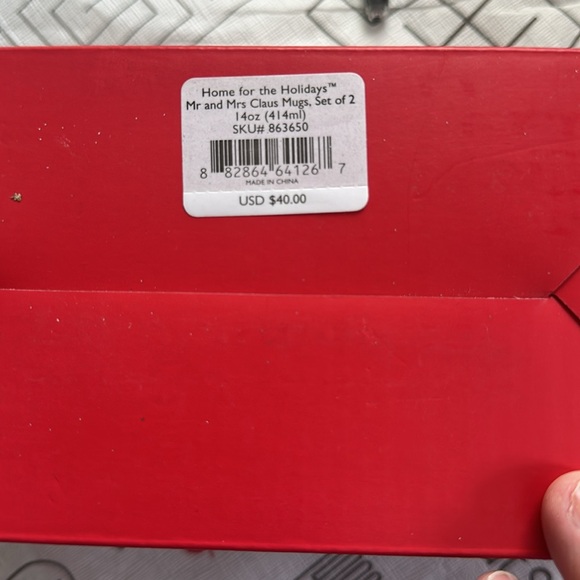 Home for the Holidays™
Mr and Mrs Claus Mugs, Set of 2
14oz (414ml)
SKU# 863650
8 82864 64126 7
MADE IN CHINA
USD $40.00